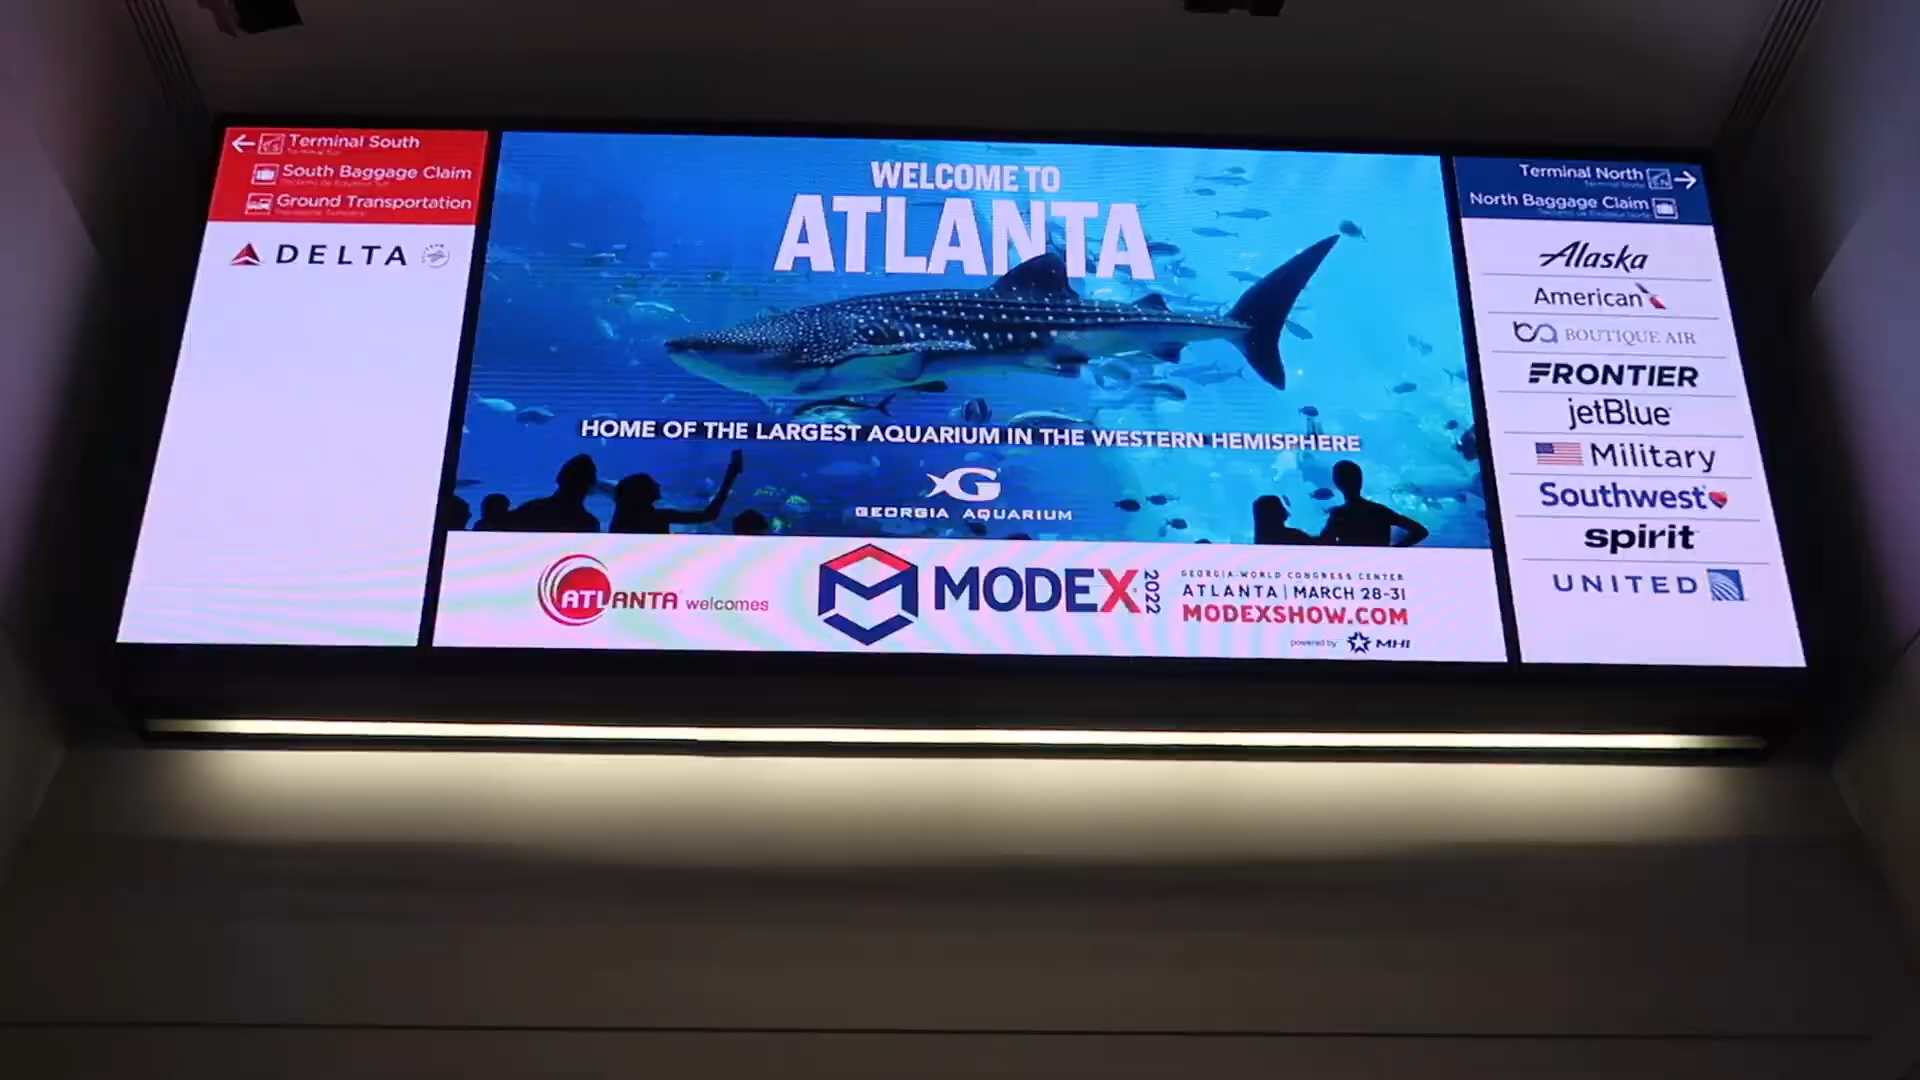 Terminal South
South Baggage Claim
Ground Transportation
DELTA
WELCOME TO
ATLANTA
HOME OF THE LARGEST AQUARIUM IN THE WESTERN HEMISPHERE
G
GEORGIA AQUARIUM
ATLANTA welcomes
MODEX 2022
GEORGIA WORLD CONGRESS CENTER
ATLANTA | MARCH 28-31
MODEXSHOW.COM
powered by MHI
Terminal North
North Baggage Claim
Alaska
American
BOUTIQUE AIR
FRONTIER
jetBlue
Military
Southwest
spirit
UNITED